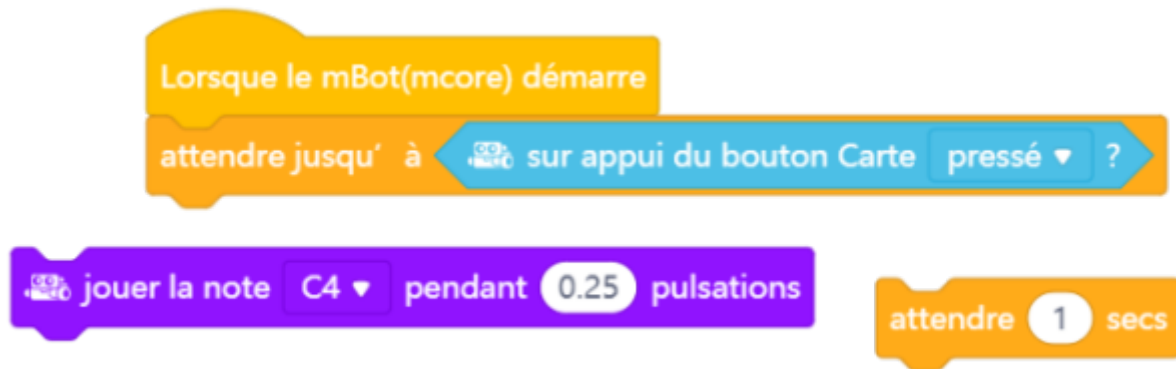 Lorsque le mBot(mcore) démarre
attendre jusqu’ à sur appui du bouton Carte pressé ?
jouer la note C4 pendant 0.25 pulsations
attendre 1 secs